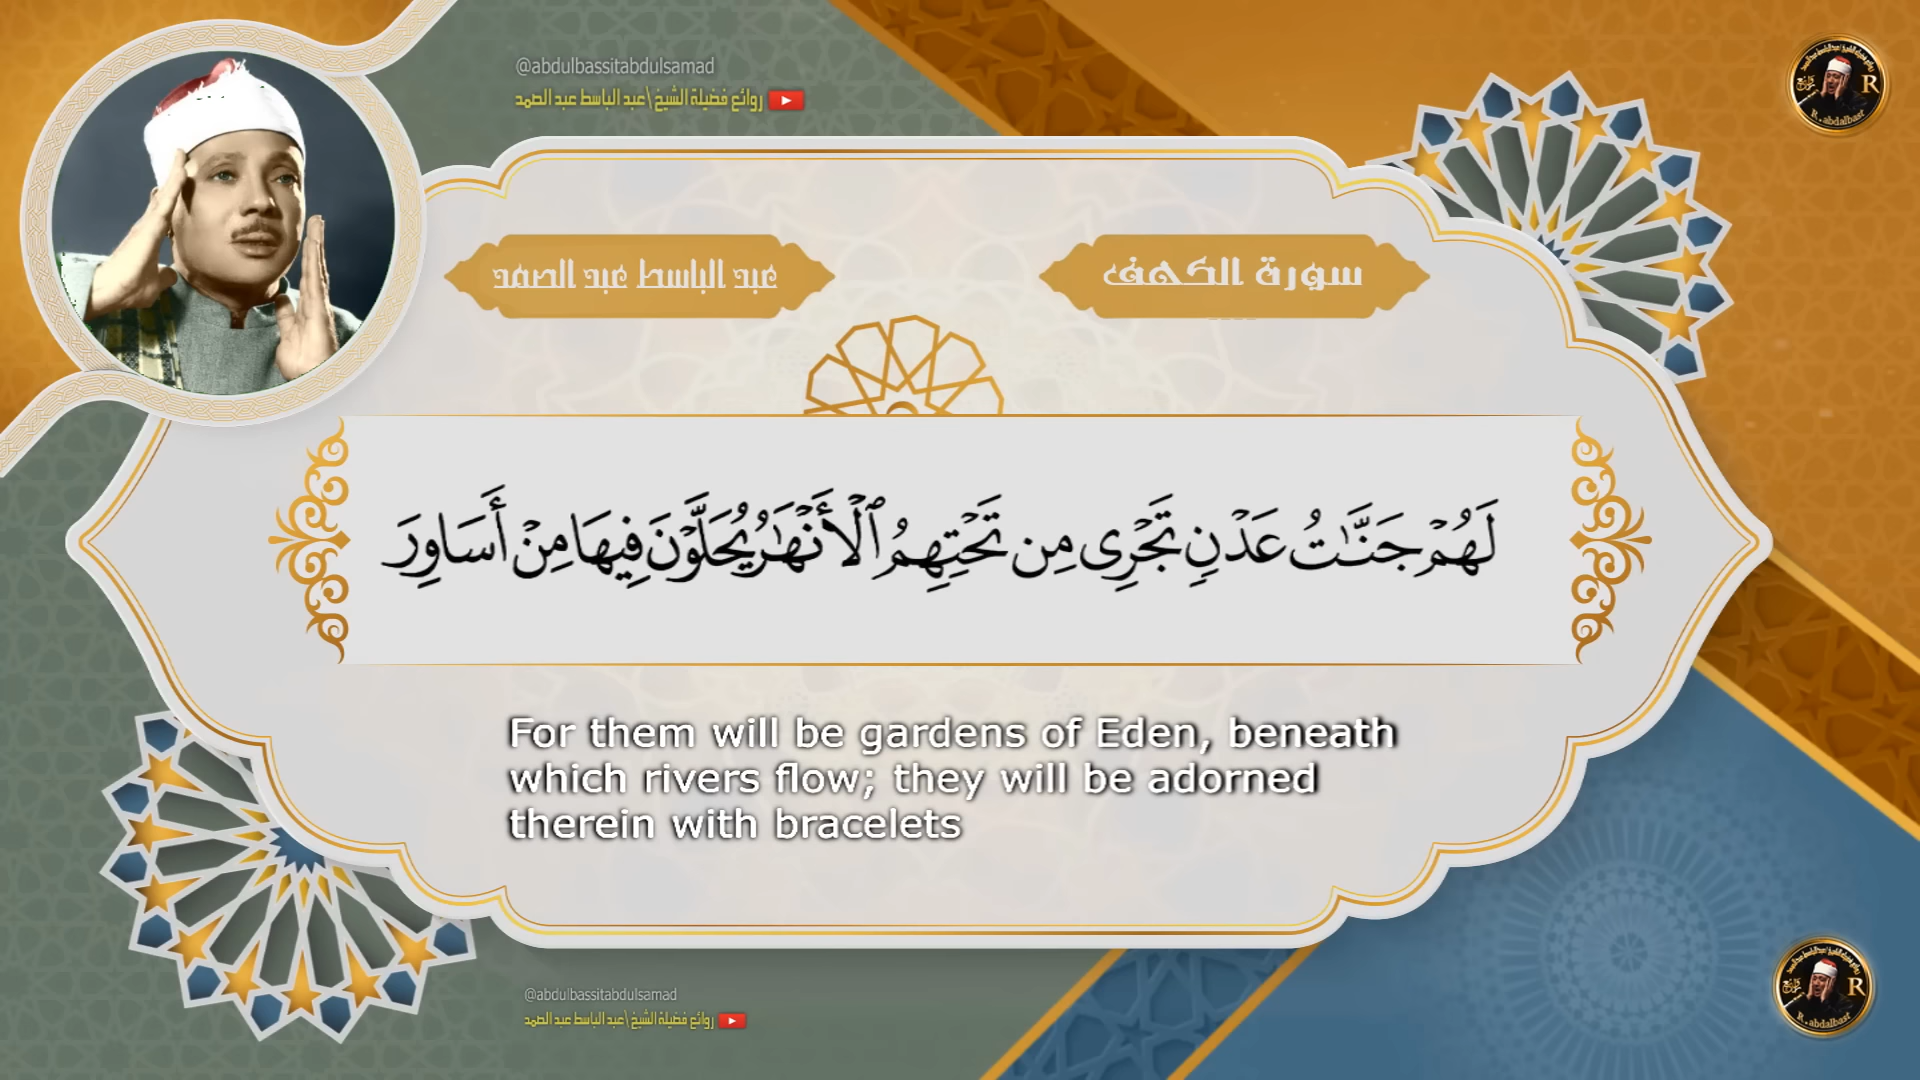 @abdulbassitabdulsamad
روائع فضيلة الشيخ \عبد الباسط عبد الصمد
R
R.abdalbast
عبد الباسط عبد الصمد
سورة الكهف
لَهُمْ جَنَّٰتُ عَدْنٍ تَجْرِى مِن تَحْتِهِمُ ٱلْأَنْهَٰرُ يُحَلَّوْنَ فِيهَا مِنْ أَسَاوِرَ
For them will be gardens of Eden, beneath
which rivers flow; they will be adorned
therein with bracelets
@abdulbassitabdulsamad
روائع فضيلة الشيخ \عبد الباسط عبد الصمد
R
R.abdalbast